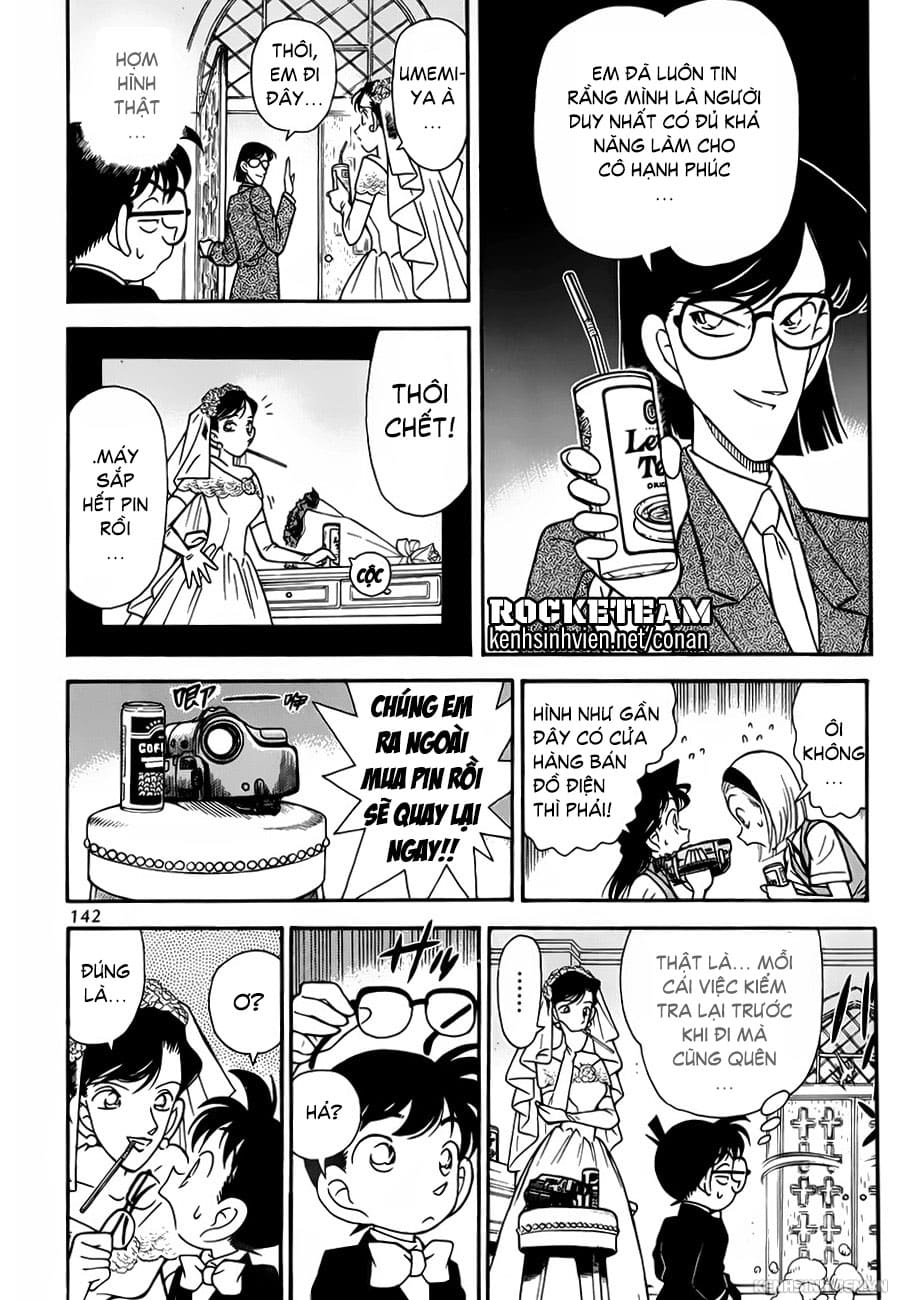 EM ĐÃ LUÔN TIN
RẰNG MÌNH LÀ NGƯỜI
DUY NHẤT CÓ ĐỦ KHẢ
NĂNG LÀM CHO
CÔ HẠNH PHÚC
...
UMEMI-
YA À
...
THÔI,
EM ĐI
ĐÂY...
HỢM
HĨNH
THẬT
...
THÔI
CHẾT!
.MÁY
SẮP
HẾT PIN
RỒI
...
CỘC
ROCKETEAM
kenhsinhvien.net/conan
ÔI
KHÔNG
...
HÌNH NHƯ GẦN
ĐÂY CÓ CỬA
HÀNG BÁN
ĐỒ ĐIỆN
THÌ PHẢI!
CHÚNG EM
RA NGOÀI
MUA PIN RỒI
SẼ QUAY LẠI
NGAY!!
142
THẬT LÀ... MỖI
CÁI VIỆC KIỂM
TRA LẠI TRƯỚC
KHI ĐI MÀ
CŨNG QUÊN
...
......
HẢ?
Ơ?
ĐÚNG
LÀ...
KENHSINHVIEN.VN